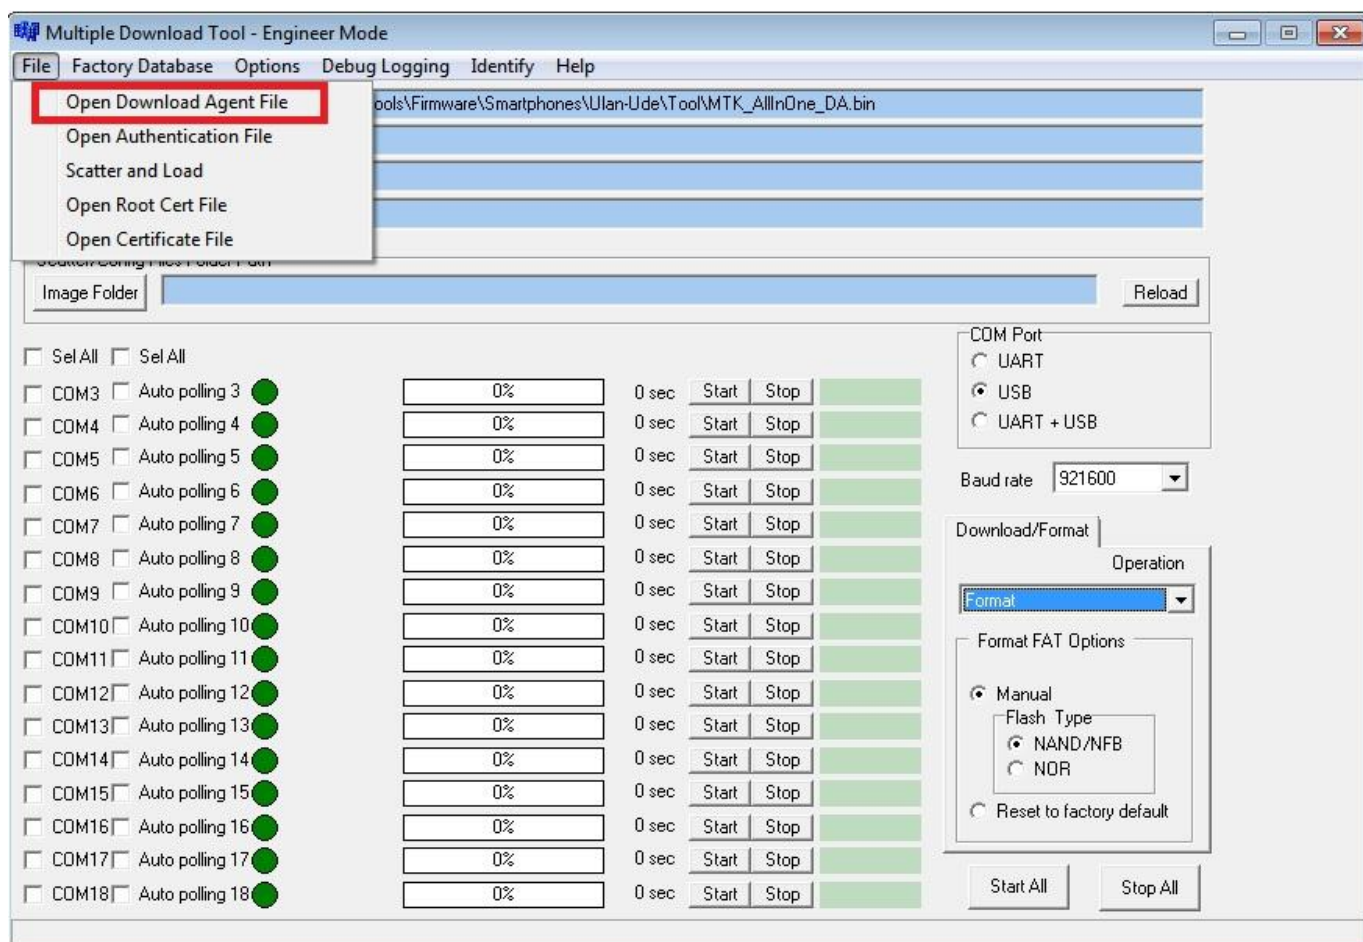 Multiple Download Tool - Engineer Mode
File Factory Database Options Debug Logging Identify Help
Open Download Agent File ools\Firmware\Smartphones\Ulan-Ude\Tool\MTK_AllInOne_DA.bin
Open Authentication File
Scatter and Load
Open Root Cert File
Open Certificate File
Image Folder Reload
Sel All Sel All
COM3 Auto polling 3 0% 0 sec Start Stop
COM4 Auto polling 4 0% 0 sec Start Stop
COM5 Auto polling 5 0% 0 sec Start Stop
COM6 Auto polling 6 0% 0 sec Start Stop
COM7 Auto polling 7 0% 0 sec Start Stop
COM8 Auto polling 8 0% 0 sec Start Stop
COM9 Auto polling 9 0% 0 sec Start Stop
COM10 Auto polling 10 0% 0 sec Start Stop
COM11 Auto polling 11 0% 0 sec Start Stop
COM12 Auto polling 12 0% 0 sec Start Stop
COM13 Auto polling 13 0% 0 sec Start Stop
COM14 Auto polling 14 0% 0 sec Start Stop
COM15 Auto polling 15 0% 0 sec Start Stop
COM16 Auto polling 16 0% 0 sec Start Stop
COM17 Auto polling 17 0% 0 sec Start Stop
COM18 Auto polling 18 0% 0 sec Start Stop
COM Port
UART
USB
UART + USB
Baud rate 921600
Download/Format
Operation
Format
Format FAT Options
Manual
Flash Type
NAND/NFB
NOR
Reset to factory default
Start All Stop All